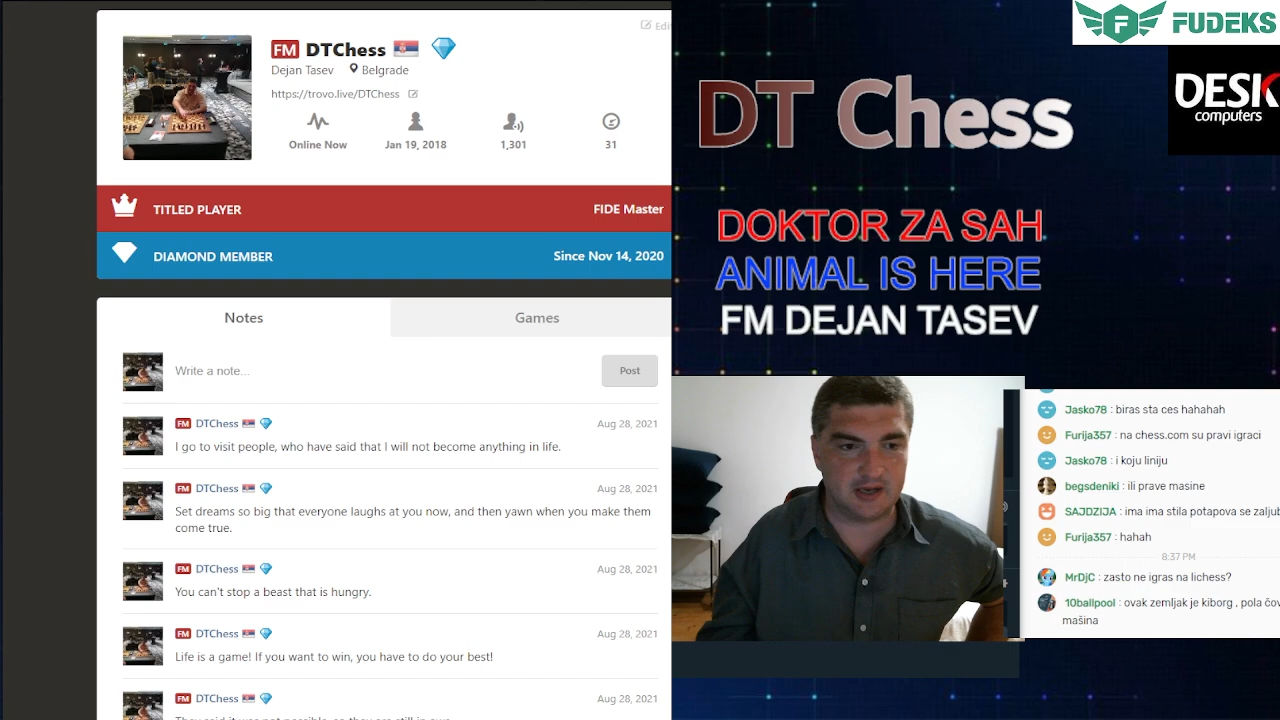 Edi
FM DTChess
Dejan Tasev Belgrade
https://trovo.live/DTChess
Online Now Jan 19, 2018 1,301 31
TITLED PLAYER FIDE Master
DIAMOND MEMBER Since Nov 14, 2020
Notes Games
Write a note... Post
FM DTChess Aug 28, 2021
I go to visit people, who have said that I will not become anything in life.
FM DTChess Aug 28, 2021
Set dreams so big that everyone laughs at you now, and then yawn when you make them
come true.
FM DTChess Aug 28, 2021
You can't stop a beast that is hungry.
FM DTChess Aug 28, 2021
Life is a game! If you want to win, you have to do your best!
FM DTChess Aug 28, 2021
FUDEKS
DESK
computers
DT Chess
DOKTOR ZA SAH
ANIMAL IS HERE
FM DEJAN TASEV
Jasko78 : biras sta ces hahahah
Furija357 : na chess.com su pravi igraci
Jasko78 : i koju liniju
begsdeniki : ili prave masine
SAJDZIJA : ima ima stila potapova se zaljub
Furija357 : hahah
8:37 PM
MrDjC : zasto ne igras na lichess?
10ballpool : ovak zemljak je kiborg , pola čov
mašina